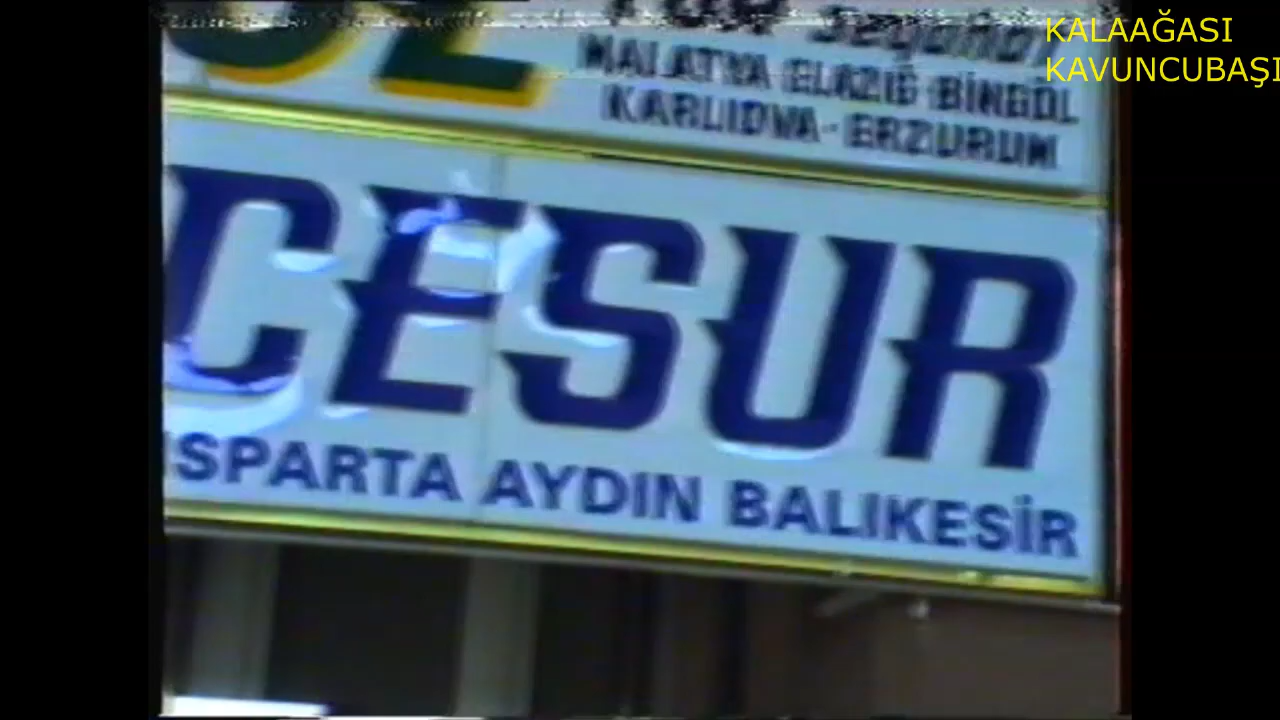 KALAAĞASI
KAVUNCUBAŞI
MALATYA ELAZIĞ BİNGÖL
KARLIOVA - ERZURUM
CESUR
ISPARTA AYDIN BALIKESİR